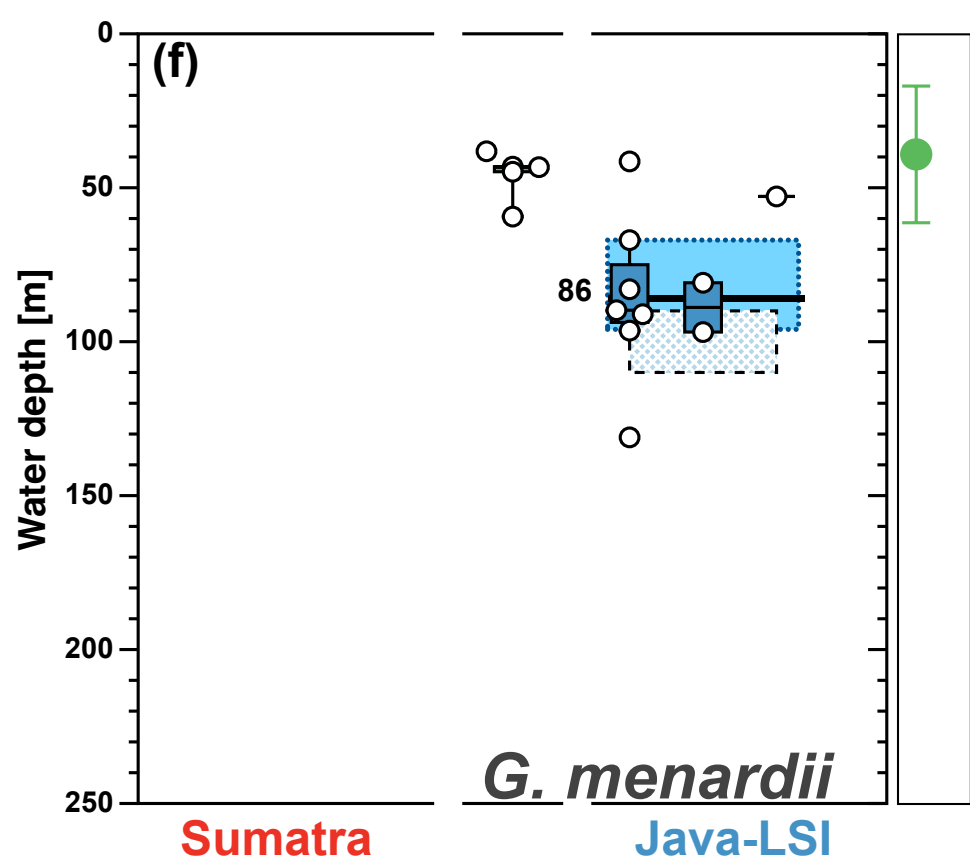 (f)
Water depth [m]
0
50
100
150
200
250
86
G. menardii
Sumatra
Java-LSI